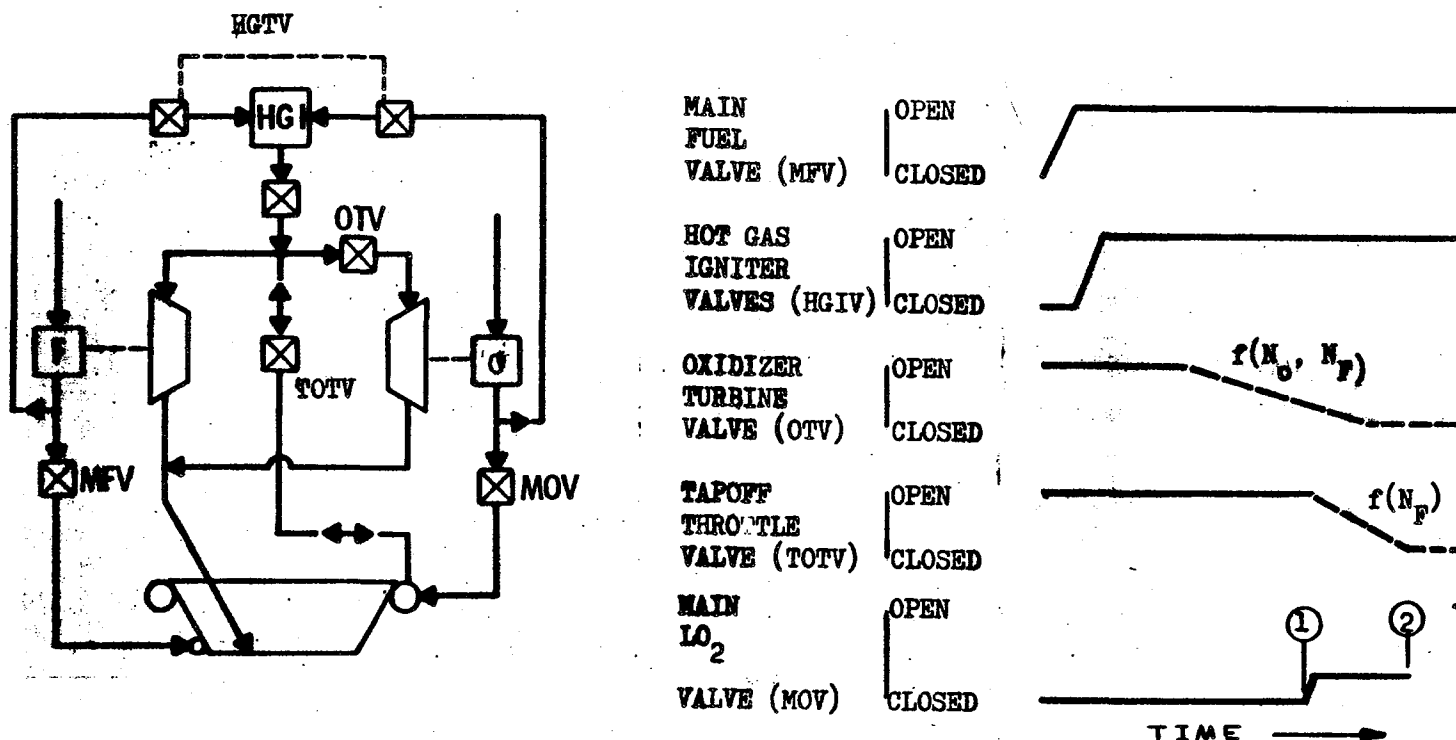 HGTV
HGI
OTV
F
O
TOTV
MFV
MOV
MAIN
FUEL
VALVE (MFV)
OPEN
CLOSED
HOT GAS
IGNITER
VALVES (HGIV)
OPEN
CLOSED
OXIDIZER
TURBINE
VALVE (OTV)
OPEN
CLOSED
f(N_o, N_F)
TAPOFF
THROTTLE
VALVE (TOTV)
OPEN
CLOSED
f(N_F)
MAIN
LO₂
VALVE (MOV)
OPEN
CLOSED
1
2
TIME